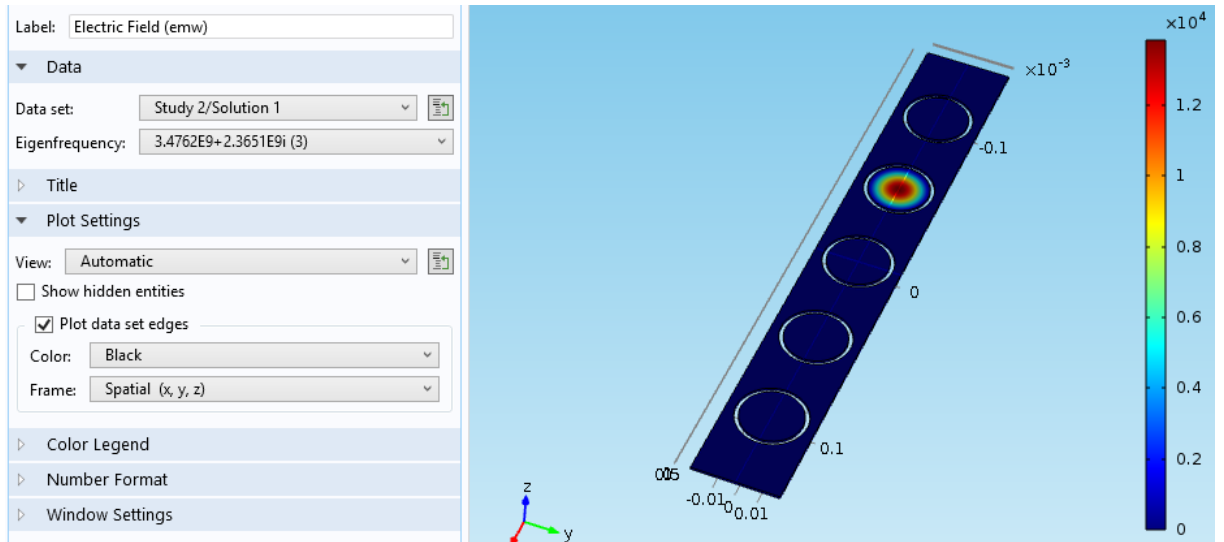 Label: Electric Field (emw)
Data
Data set: Study 2/Solution 1
Eigenfrequency: 3.4762E9+2.3651E9i (3)
Title
Plot Settings
View: Automatic
Show hidden entities
Plot data set edges
Color: Black
Frame: Spatial (x, y, z)
Color Legend
Number Format
Window Settings
×10⁴
×10⁻³
1.2
-0.1
1
0.8
0
0.6
0.4
0.1
0.2
-0.01
0
0.01
0
z
y